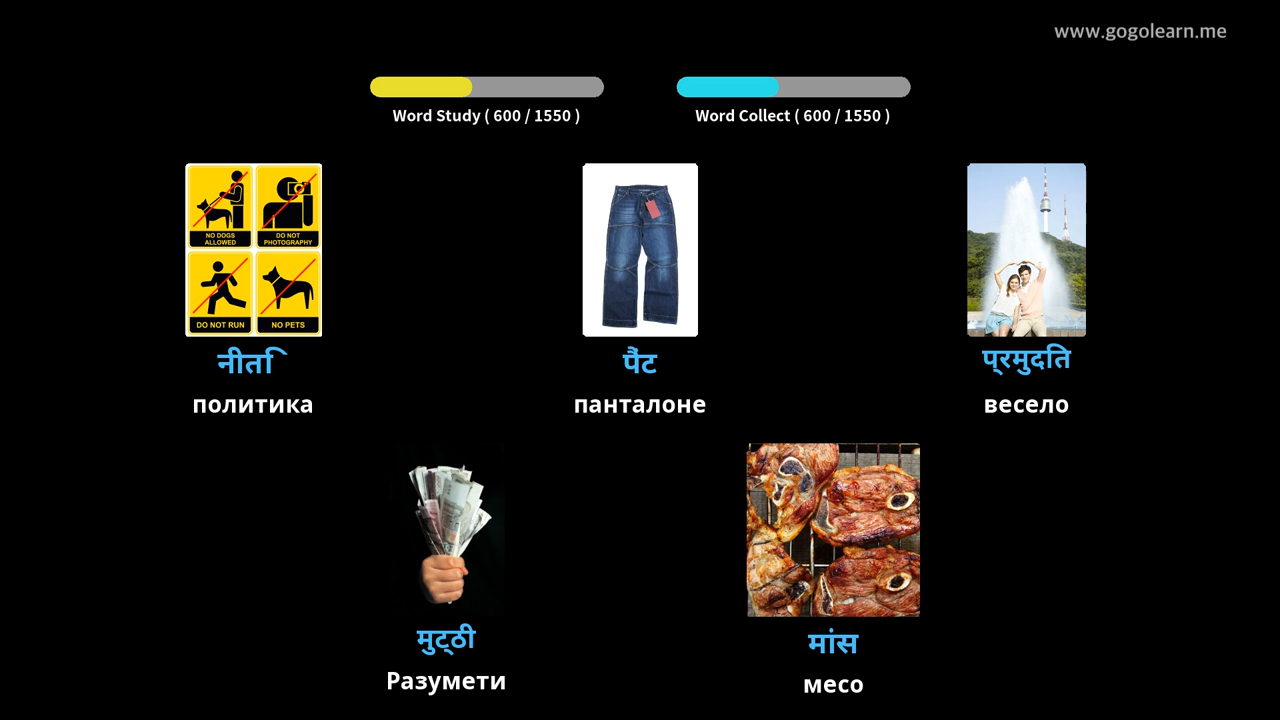 www.gogolearn.me
Word Study ( 600 / 1550 )
Word Collect ( 600 / 1550 )
NO DOGS
ALLOWED
DO NOT
PHOTOGRAPHY
DO NOT RUN
NO PETS
नीति
политика
पैंट
панталоне
प्रमुदति
весело
मुट्ठी
Разумети
मांस
месо